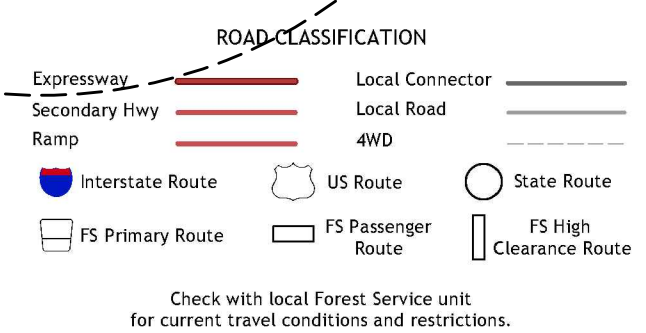 ROAD CLASSIFICATION
Expressway
Local Connector
Secondary Hwy
Local Road
Ramp
4WD
Interstate Route
US Route
State Route
FS Primary Route
FS Passenger
Route
FS High
Clearance Route
Check with local Forest Service unit
for current travel conditions and restrictions.